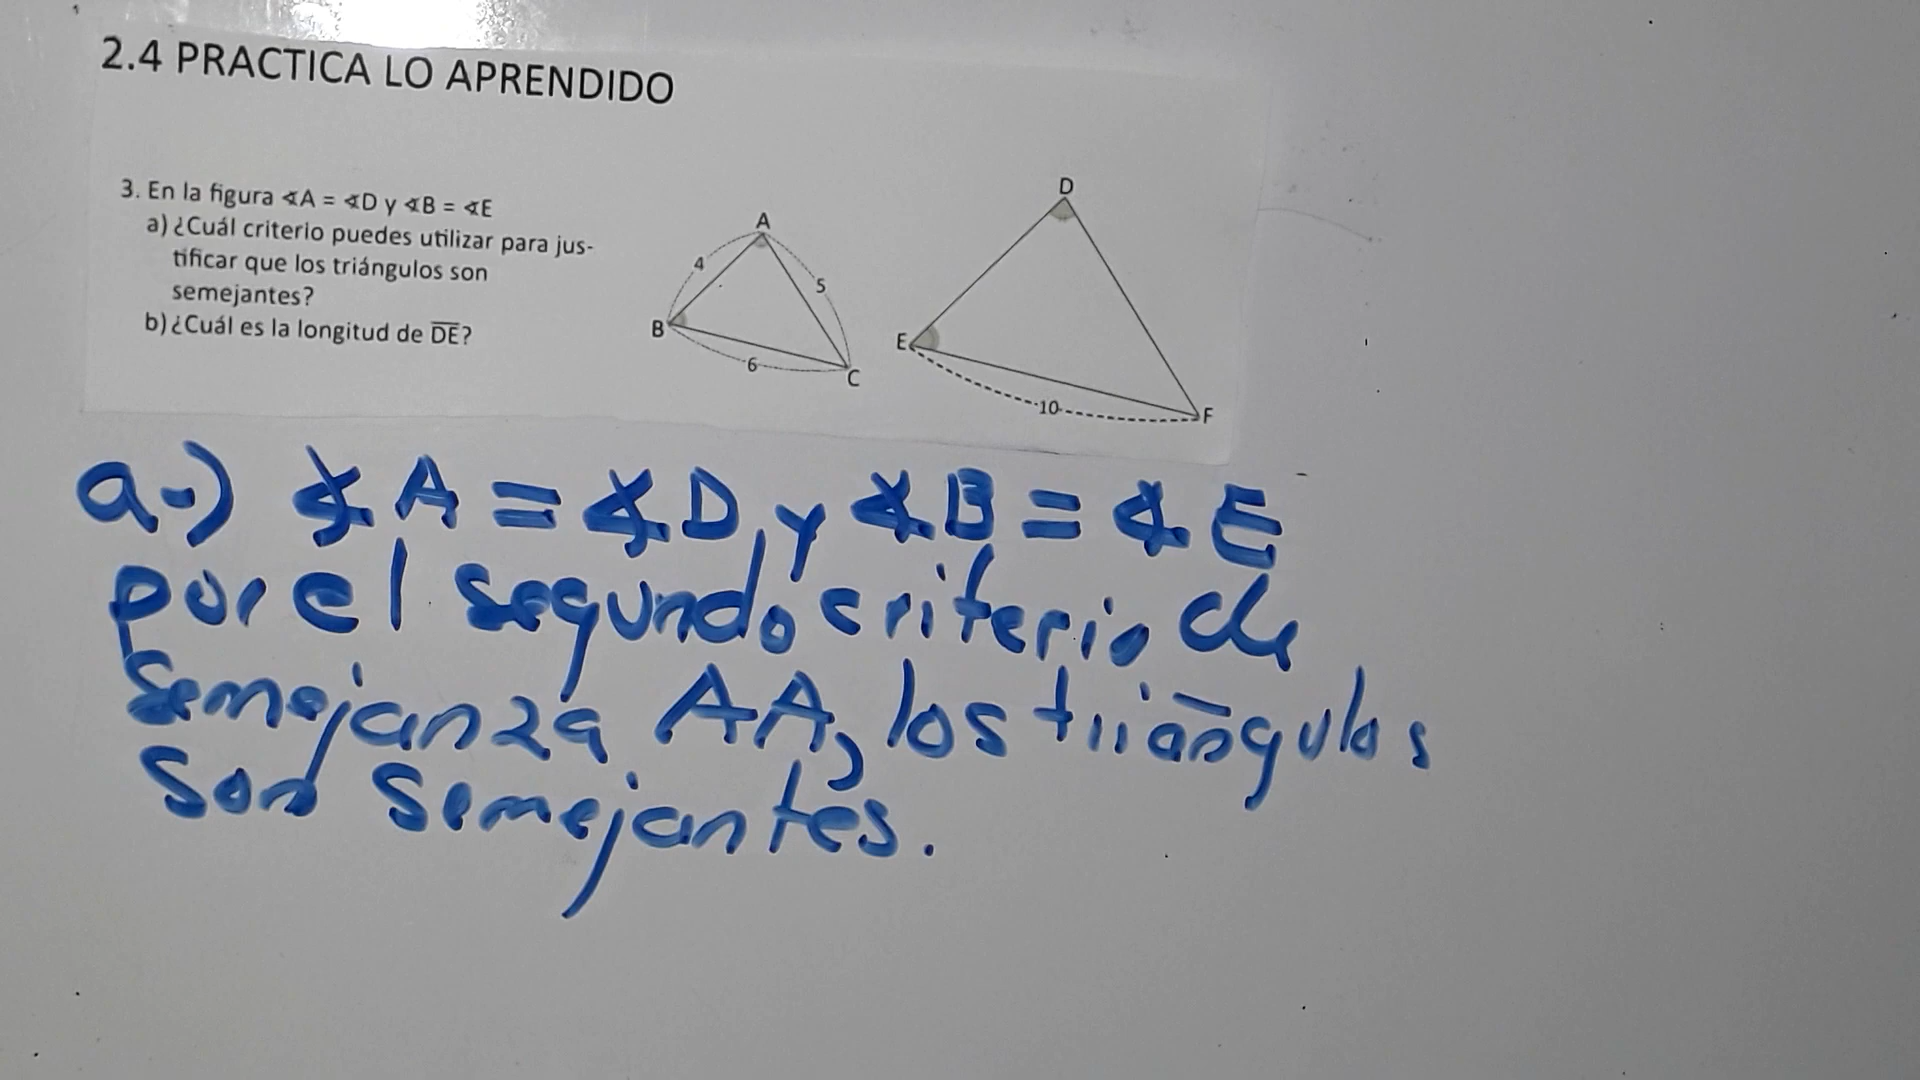 2.4 PRACTICA LO APRENDIDO
3. En la figura ∢A = ∢D y ∢B = ∢E
a) ¿Cuál criterio puedes utilizar para jus-
tificar que los triángulos son
semejantes?
b) ¿Cuál es la longitud de D̅E̅?
A
4
5
B
6
C
D
E
10
F
a-) ∢A = ∢D, y ∢B = ∢E
por el segundo criterio de
semejanza AA, los triángulos
son semejantes.